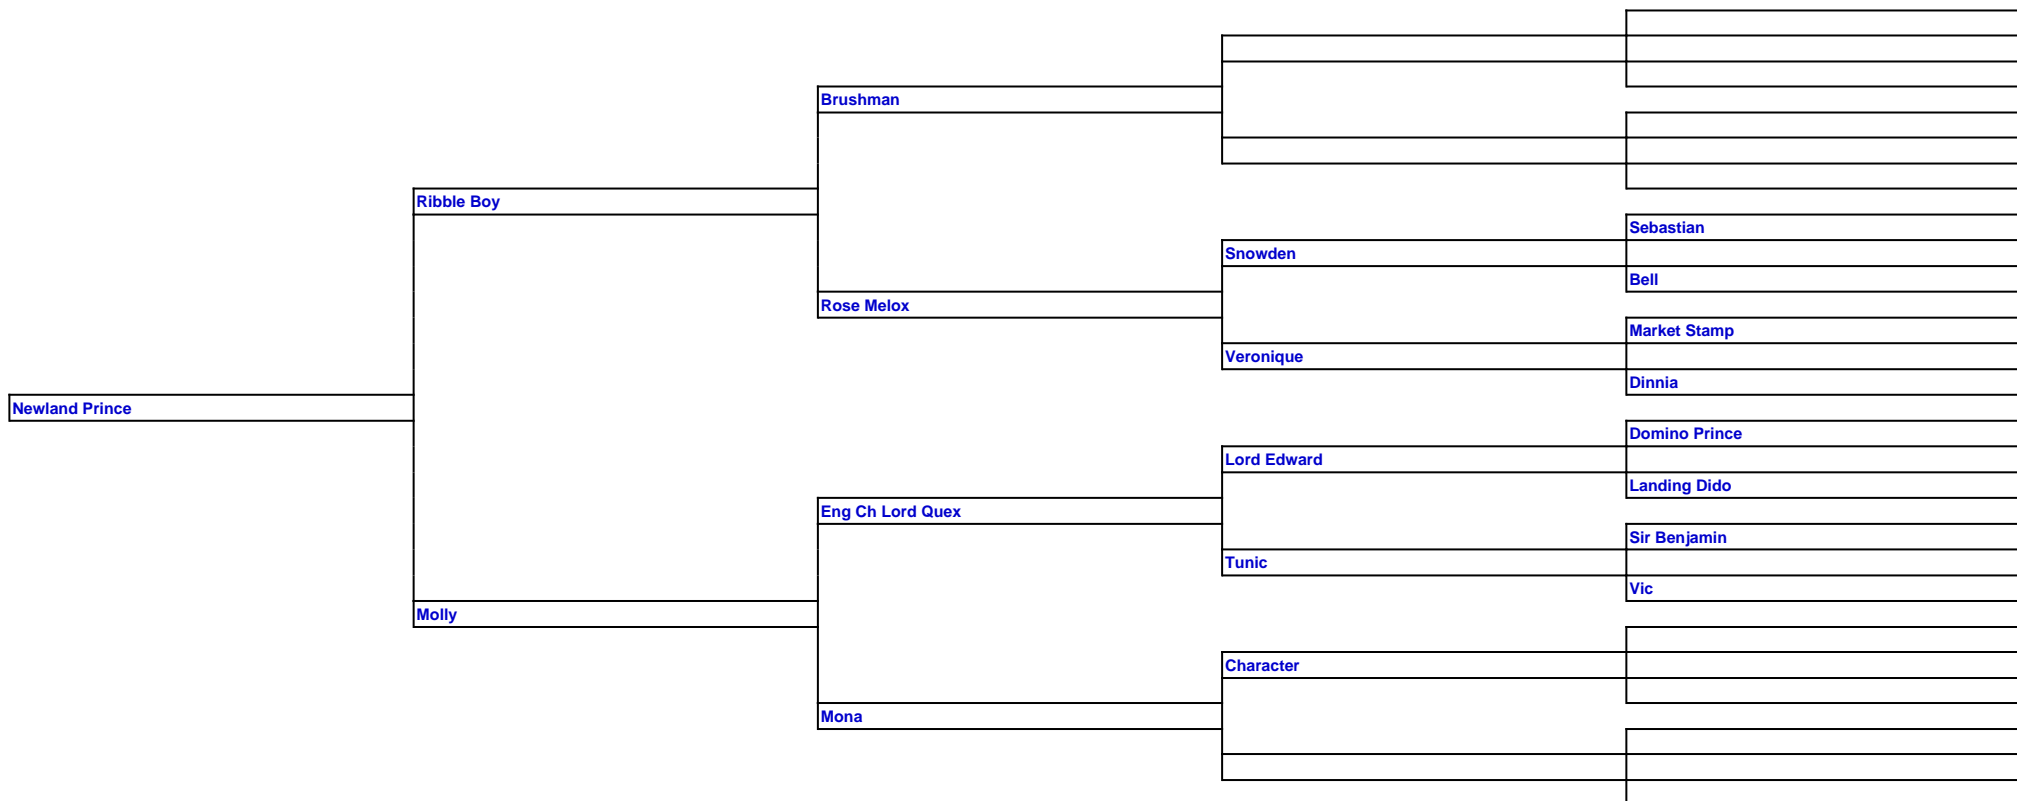 Brushman
Ribble Boy
Sebastian
Snowden
Bell
Rose Melox
Market Stamp
Veronique
Dinnia
Newland Prince
Domino Prince
Lord Edward
Landing Dido
Eng Ch Lord Quex
Sir Benjamin
Tunic
Vic
Molly
Character
Mona